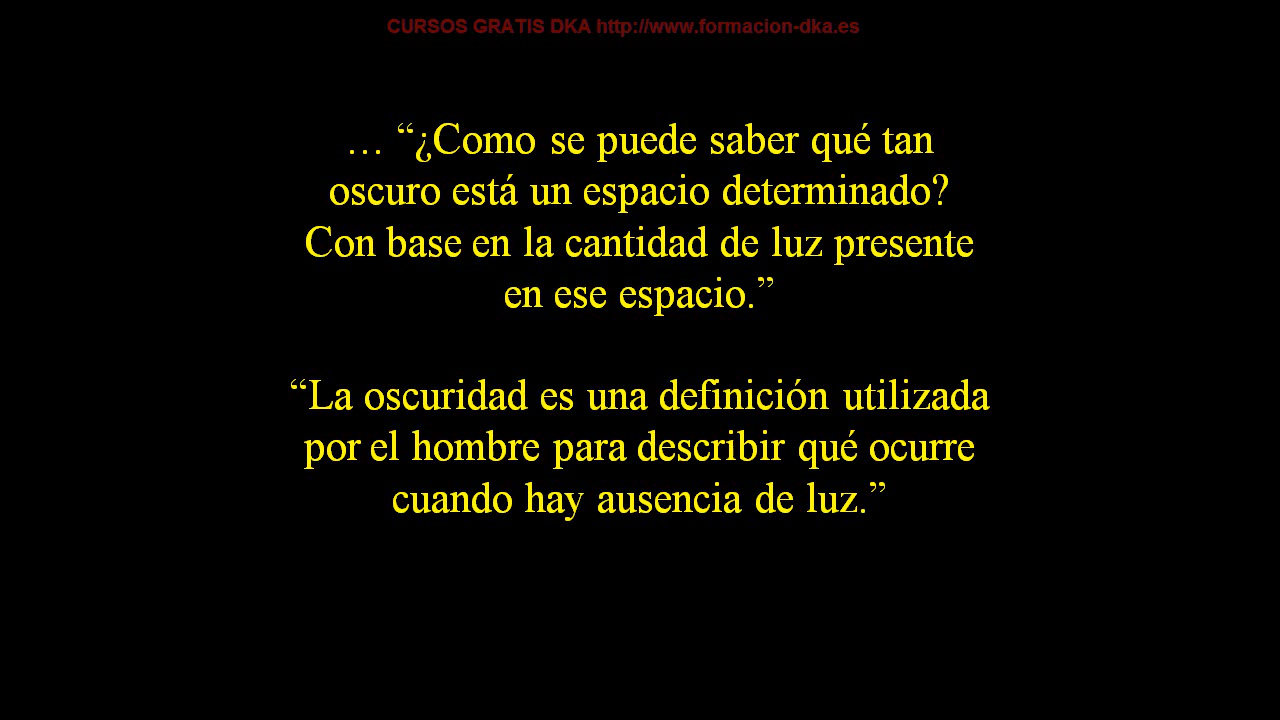 CURSOS GRATIS DKA http://www.formacion-dka.es
… “¿Como se puede saber qué tan
oscuro está un espacio determinado?
Con base en la cantidad de luz presente
en ese espacio.”
“La oscuridad es una definición utilizada
por el hombre para describir qué ocurre
cuando hay ausencia de luz.”